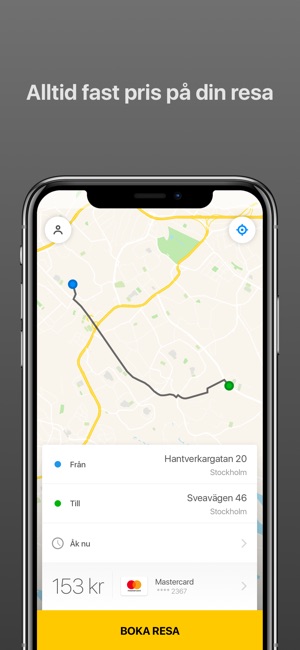 Alltid fast pris på din resa
Från
Hantverkargatan 20
Stockholm
Till
Sveavägen 46
Stockholm
Åk nu
153 kr
Mastercard
**** 2367
BOKA RESA